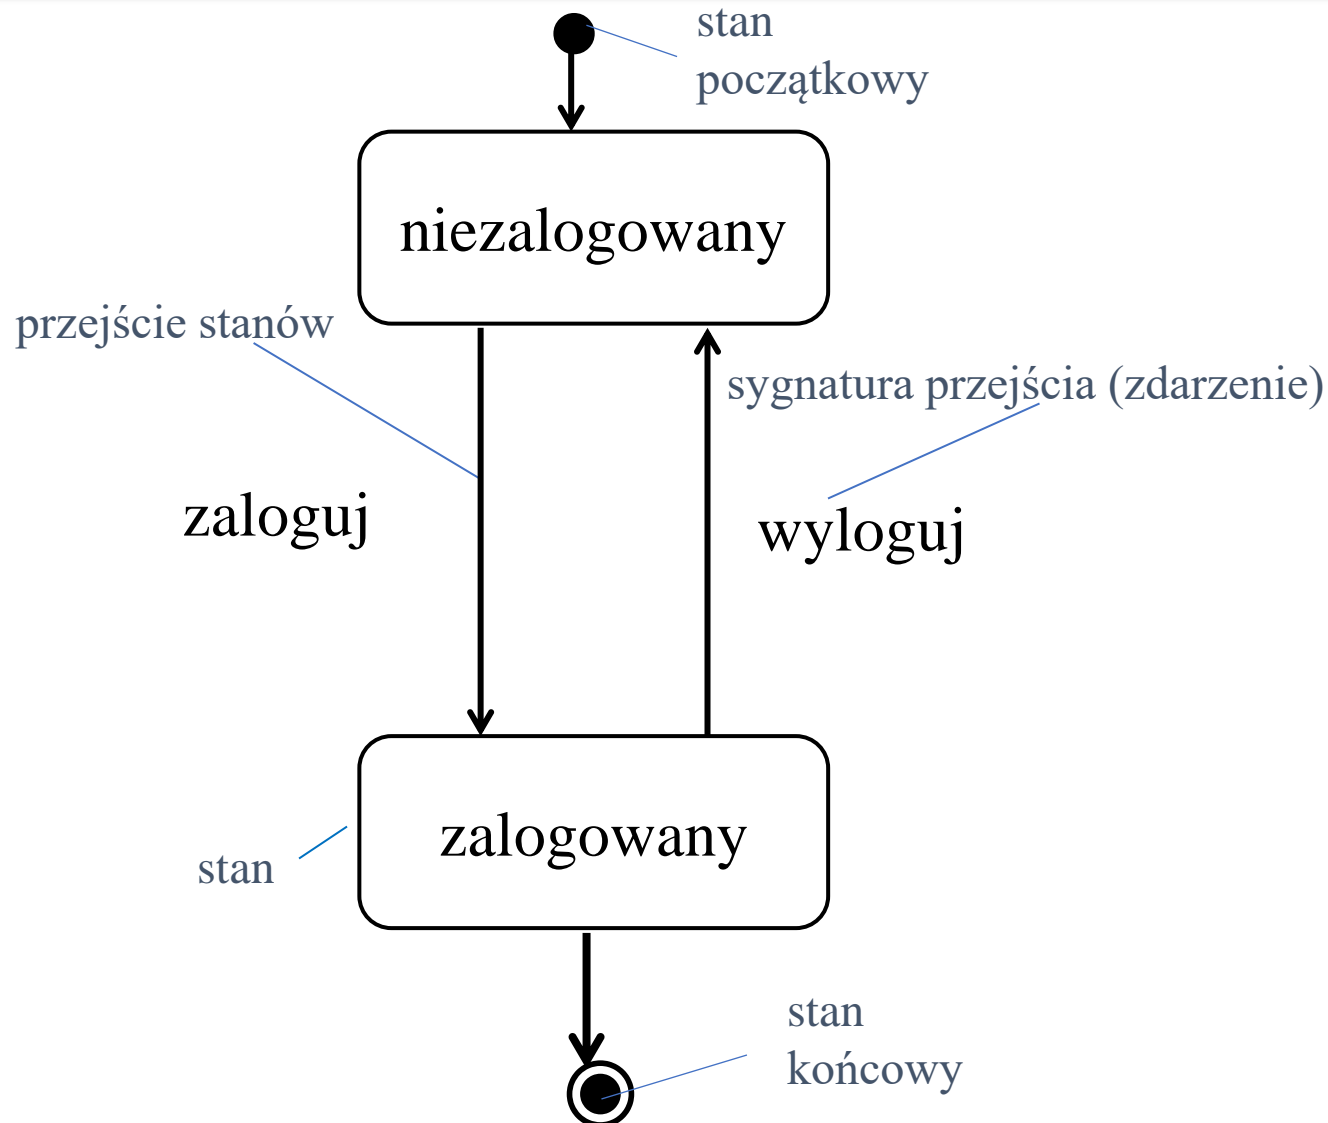 stan
początkowy
niezalogowany
przejście stanów
sygnatura przejścia (zdarzenie)
zaloguj
wyloguj
zalogowany
stan
stan
końcowy